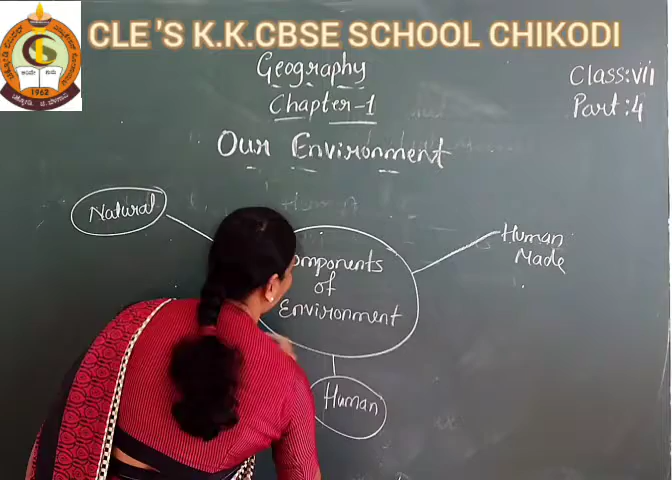 CLE'S K.K.CBSE SCHOOL CHIKODI
1962
Geography
Class:vii
Chapter-1
Part:4
Our Environment
Natural
Human
Made
omponents
of
Environment
Human